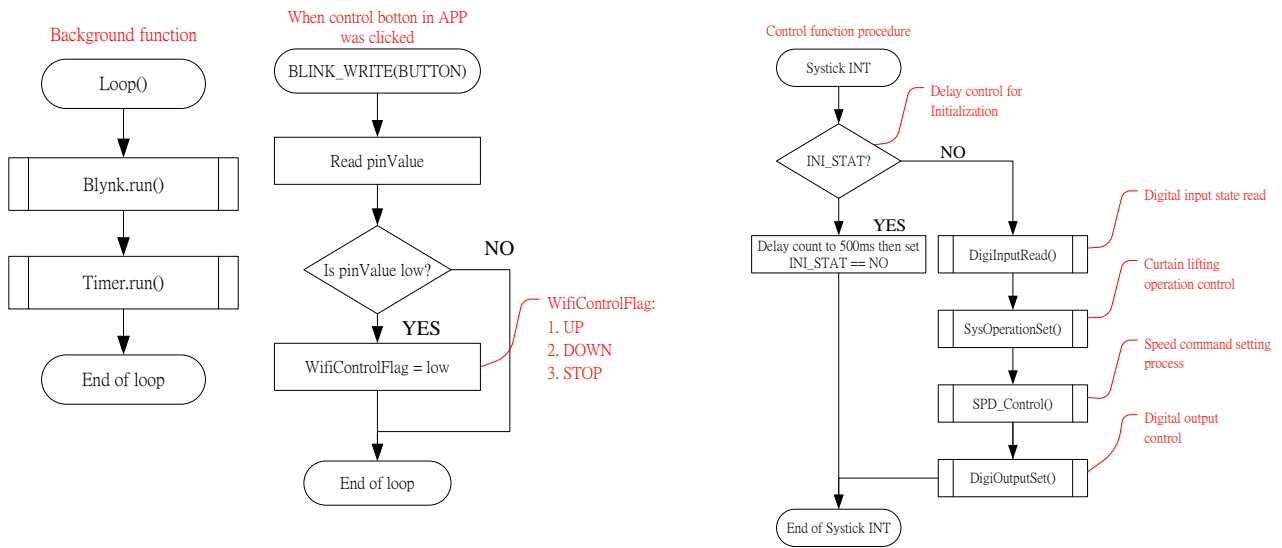 Background function
Loop()
Blynk.run()
Timer.run()
End of loop
When control botton in APP
was clicked
BLINK_WRITE(BUTTON)
Read pinValue
Is pinValue low?
NO
YES
WifiControlFlag = low
WifiControlFlag:
1. UP
2. DOWN
3. STOP
End of loop
Control function procedure
Systick INT
Delay control for
Initialization
INI_STAT?
NO
YES
Delay count to 500ms then set
INI_STAT == NO
Digital input state read
DigiInputRead()
Curtain lifting
operation control
SysOperationSet()
Speed command setting
process
SPD_Control()
Digital output
control
DigiOutputSet()
End of Systick INT